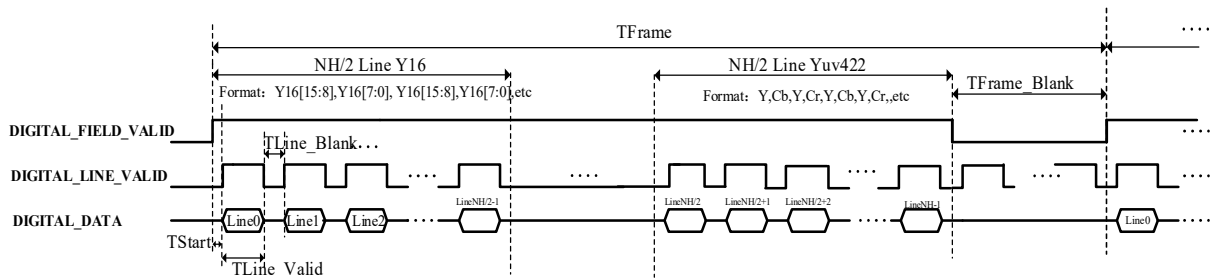 TFrame
....
NH/2 Line Y16
NH/2 Line Yuv422
TFrame_Blank
Format: Y16[15:8],Y16[7:0], Y16[15:8],Y16[7:0],etc
Format: Y,Cb,Y,Cr,Y,Cb,Y,Cr,,etc
DIGITAL_FIELD_VALID
TLine_Blank...
....
DIGITAL_LINE_VALID
....
....
....
....
....
LineNH/2-1
LineNH/2
LineNH/2+1
LineNH/2+2
LineNH-1
DIGITAL_DATA
Line0
Line1
Line2
....
....
Line0
....
TStart
TLine_Valid